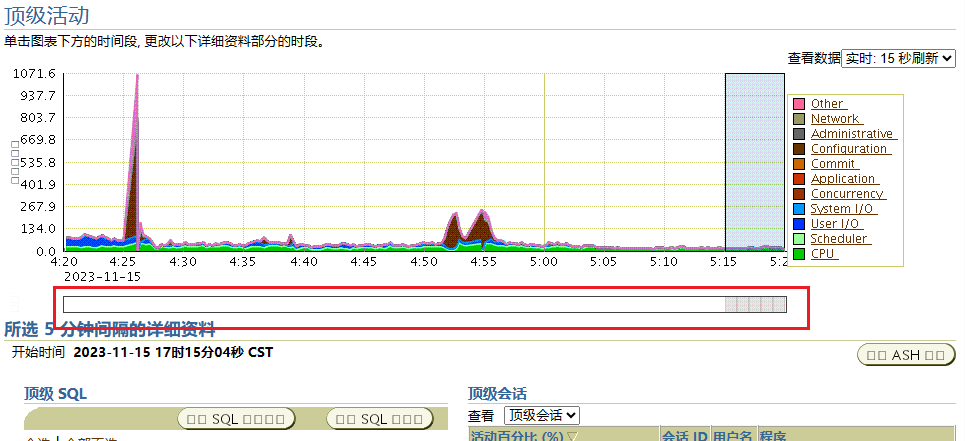 顶级活动
单击图表下方的时间段, 更改以下详细资料部分的时段。
查看数据 实时: 15 秒刷新
1071.6
937.7
803.7
669.8
535.8
401.9
267.9
134.0
0.0
4:20 4:25 4:30 4:35 4:40 4:45 4:50 4:55 5:00 5:05 5:10 5:15 5:2
2023-11-15
Other
Network
Administrative
Configuration
Commit
Application
Concurrency
System I/O
User I/O
Scheduler
CPU
所选 5 分钟间隔的详细资料
开始时间 2023-11-15 17时15分04秒 CST
□□ ASH □□
顶级 SQL
□□ SQL □□□□
□□ SQL □□□
顶级会话
查看 顶级会话
活动百分比 (%) ▽ 会话 ID 用户名 程序